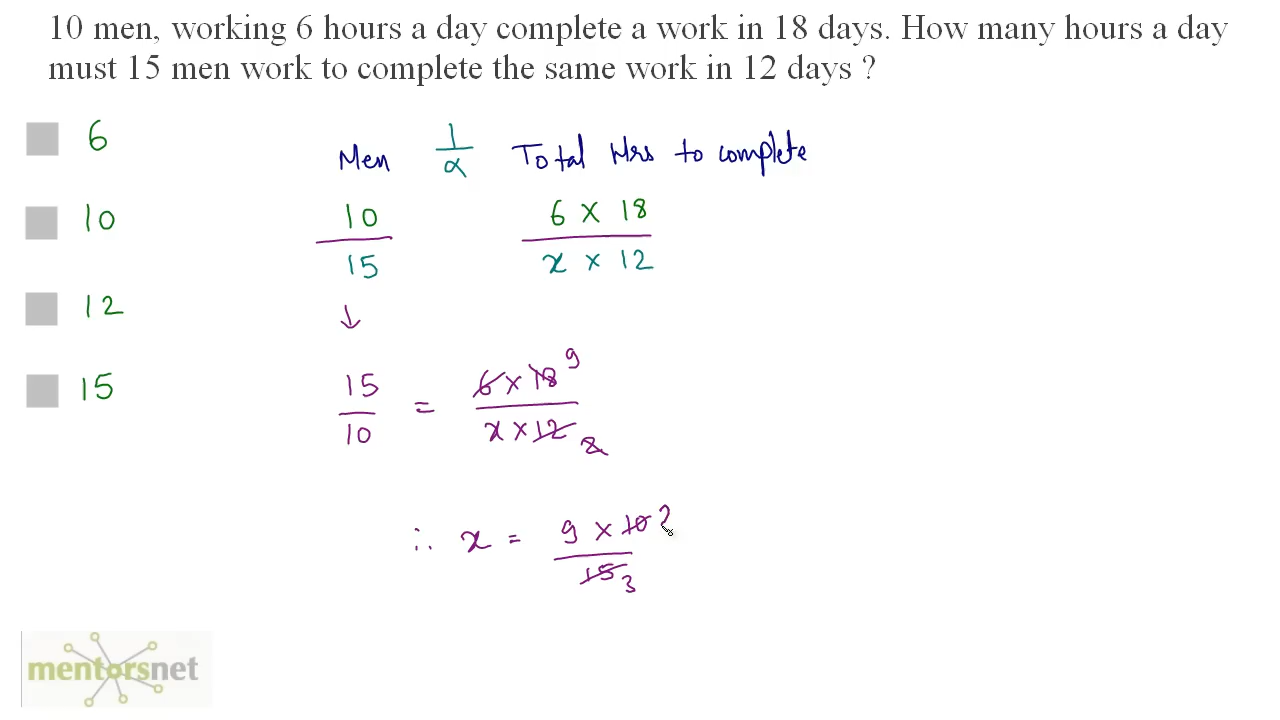 10 men, working 6 hours a day complete a work in 18 days. How many hours a day
must 15 men work to complete the same work in 12 days ?
6
10
12
15
Men 1/α Total Hrs to complete
10/15 6 × 18/x × 12
↓
15/10 = 6 × 18 9/x × 12 2
∴ x = 9 × 10 2/15 3
mentorsnet